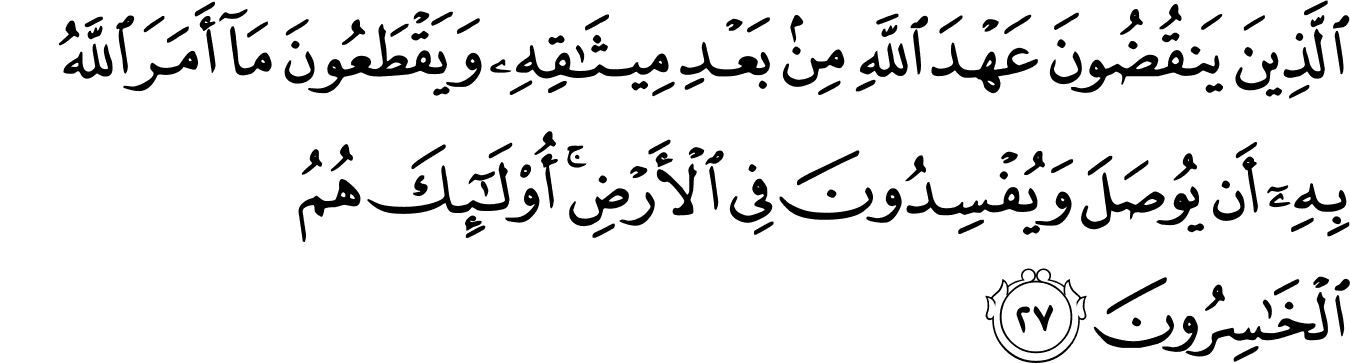 ٱلَّذِينَ يَنقُضُونَ عَهْدَ ٱللَّهِ مِنۢ بَعْدِ مِيثَـٰقِهِۦ وَيَقْطَعُونَ مَآ أَمَرَ ٱللَّهُ
بِهِۦٓ أَن يُوصَلَ وَيُفْسِدُونَ فِى ٱلْأَرْضِ ۚ أُو۟لَـٰٓئِكَ هُمُ
ٱلْخَـٰسِرُونَ ٢٧